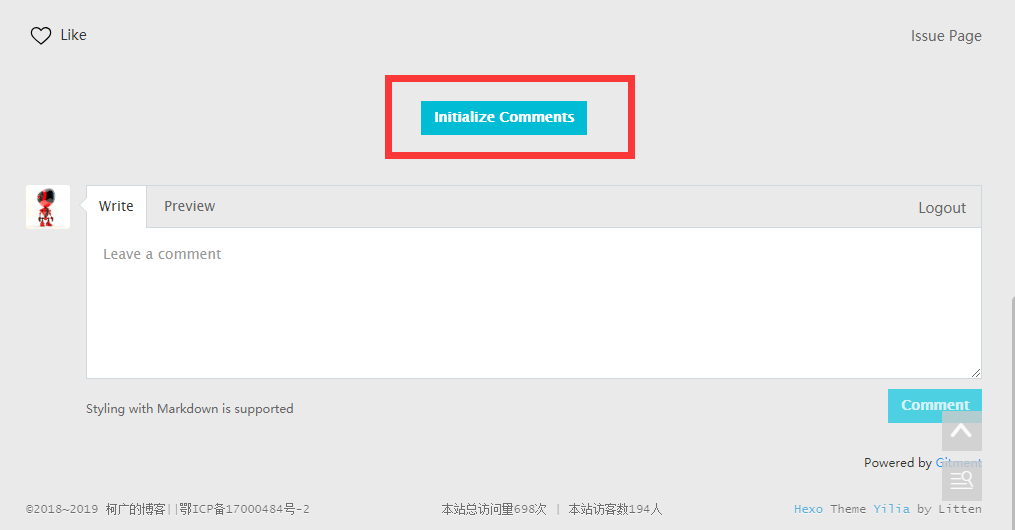 Like
Issue Page
Initialize Comments
Write
Preview
Logout
Leave a comment
Styling with Markdown is supported
Comment
Powered by Gitment
©2018~2019 柯广的博客||鄂ICP备17000484号-2
本站总访问量698次 | 本站访客数194人
Hexo Theme Yilia by Litten